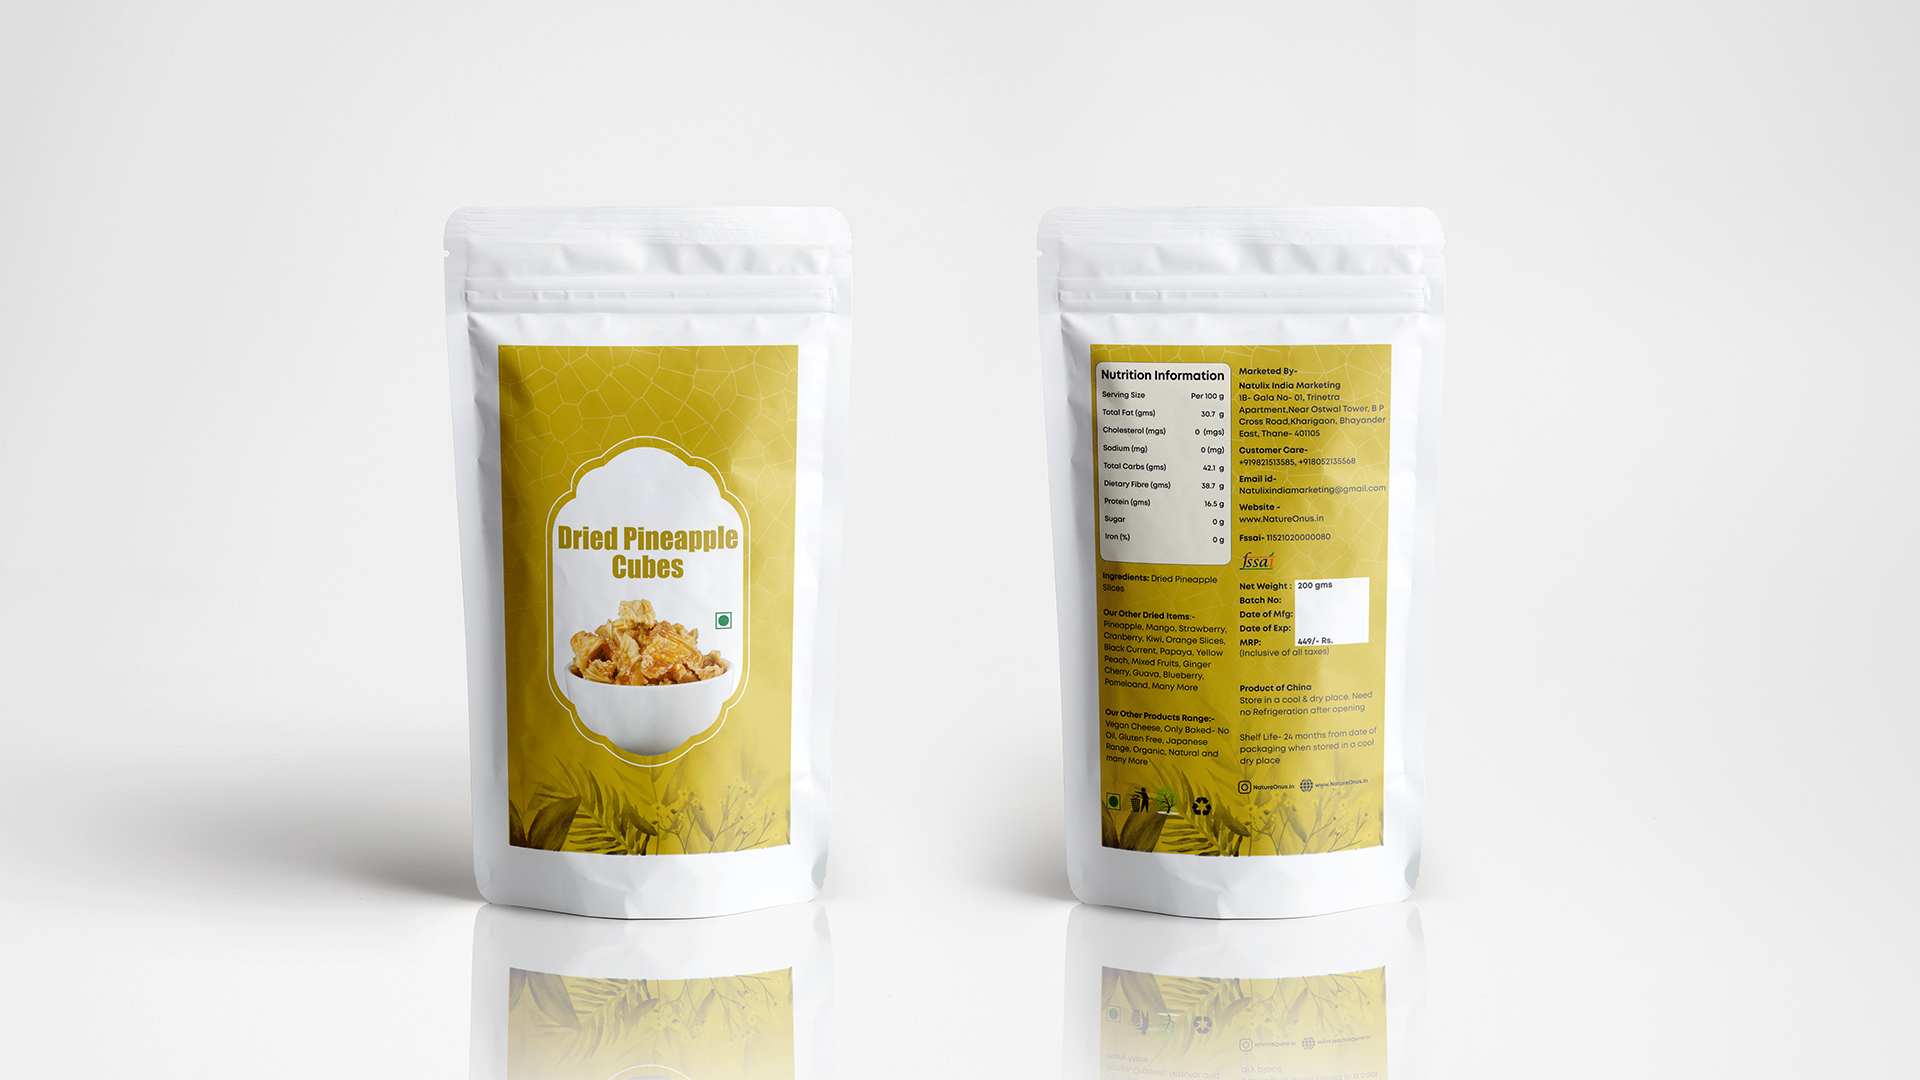 Dried Pineapple
Cubes
Nutrition Information
Serving Size Per 100 g
Total Fat (gms) 30.7 g
Cholesterol (mgs) 0 (mgs)
Sodium (mg) 0 (mg)
Total Carbs (gms) 42.1 g
Dietary Fibre (gms) 38.7 g
Protein (gms) 16.5 g
Sugar 0 g
Iron (%) 0 g
Ingredients: Dried Pineapple
Slices
Our Other Dried Items:-
Pineapple, Mango, Strawberry,
Cranberry, Kiwi, Orange Slices,
Black Current, Papaya, Yellow
Peach, Mixed Fruits, Ginger
Cherry, Guava, Blueberry,
Pomeloand, Many More
Our Other Products Range:-
Vegan Cheese, Only Baked- No
Oil, Gluten Free, Japanese
Range, Organic, Natural and
many More
Marketed By-
Natulix India Marketing
1B- Gala No- 01, Trinetra
Apartment,Near Ostwal Tower, B P
Cross Road,Kharigaon, Bhayander
East, Thane- 401105
Customer Care-
+919821513585, +918052135568
Email id-
Natulixindiamarketing@gmail.com
Website -
www.NatureOnus.in
Fssai- 11521020000080
fssai
Net Weight : 200 gms
Batch No:
Date of Mfg:
Date of Exp:
MRP: 449/- Rs.
(Inclusive of all taxes)
Product of China
Store in a cool & dry place. Need
no Refrigeration after opening
Shelf Life- 24 months from date of
packaging when stored in a cool
dry place
NatureOnus.in www.NatureOnus.in